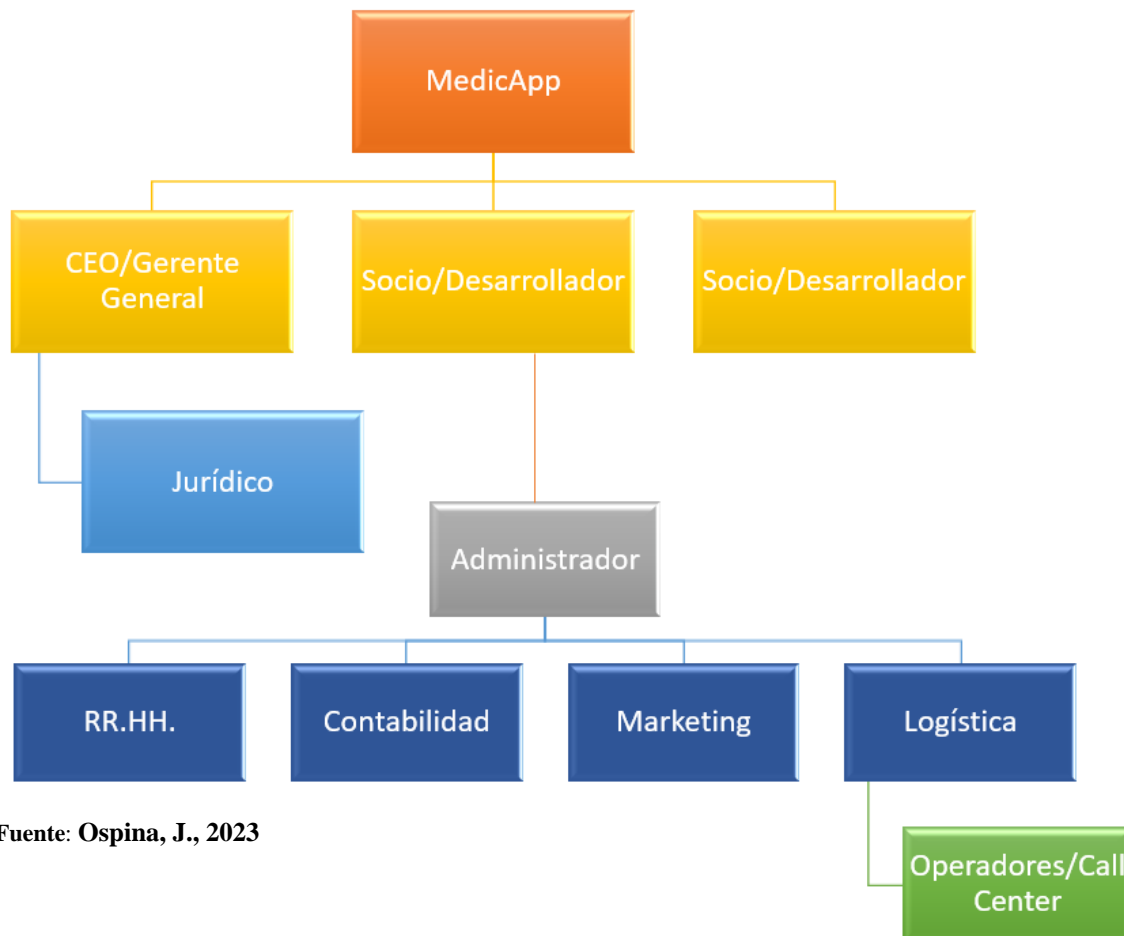 MedicApp
CEO/Gerente
General
Socio/Desarrollador
Socio/Desarrollador
Jurídico
Administrador
RR.HH.
Contabilidad
Marketing
Logística
Fuente: Ospina, J., 2023
Operadores/Call
Center